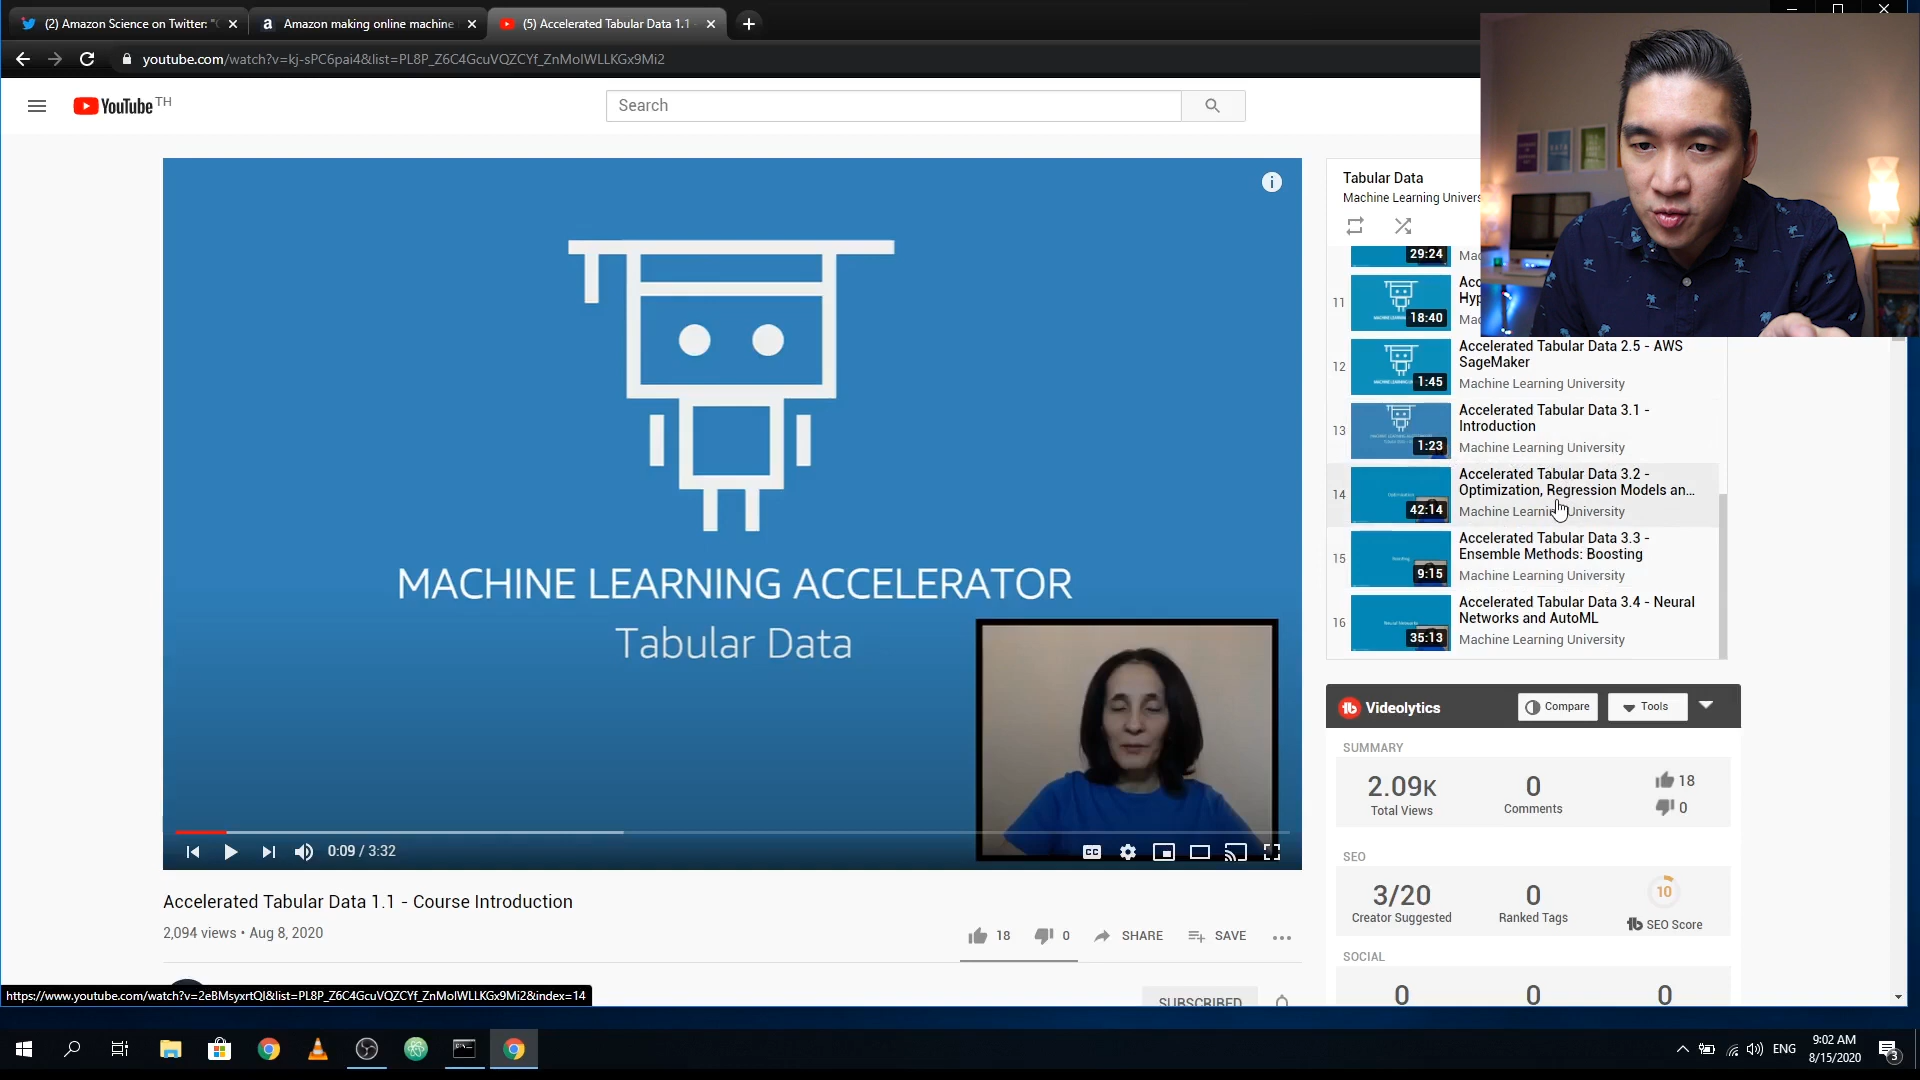 (2) Amazon Science on Twitter: "
Amazon making online machine
(5) Accelerated Tabular Data 1.1
youtube.com/watch?v=kj-sPC6pai4&list=PL8P_Z6C4GcuVQZCYf_ZnMoIWLLKGx9Mi2
YouTube TH
Search
MACHINE LEARNING ACCELERATOR
Tabular Data
0:09 / 3:32
CC
Accelerated Tabular Data 1.1 - Course Introduction
2,094 views • Aug 8, 2020
18
0
SHARE
SAVE
SUBSCRIBED
Tabular Data
Machine Learning Univers
29:24
Mac
11
18:40
Acc
Hyp
Mac
12
1:45
Accelerated Tabular Data 2.5 - AWS
SageMaker
Machine Learning University
13
1:23
Accelerated Tabular Data 3.1 -
Introduction
Machine Learning University
14
42:14
Accelerated Tabular Data 3.2 -
Optimization, Regression Models an...
Machine Learning University
15
9:15
Accelerated Tabular Data 3.3 -
Ensemble Methods: Boosting
Machine Learning University
16
35:13
Accelerated Tabular Data 3.4 - Neural
Networks and AutoML
Machine Learning University
Videolytics
Compare
Tools
SUMMARY
2.09K
Total Views
0
Comments
18
0
SEO
3/20
Creator Suggested
0
Ranked Tags
10
SEO Score
SOCIAL
0
0
0
https://www.youtube.com/watch?v=2eBMsyxrtQI&list=PL8P_Z6C4GcuVQZCYf_ZnMoIWLLKGx9Mi2&index=14
ENG
9:02 AM
8/15/2020
3